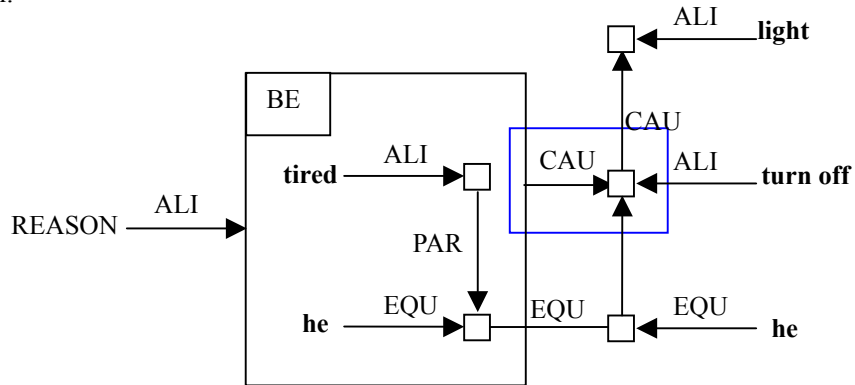 ALI light
BE
CAU
tired ALI CAU ALI turn off
REASON ALI
PAR
he EQU EQU EQU he